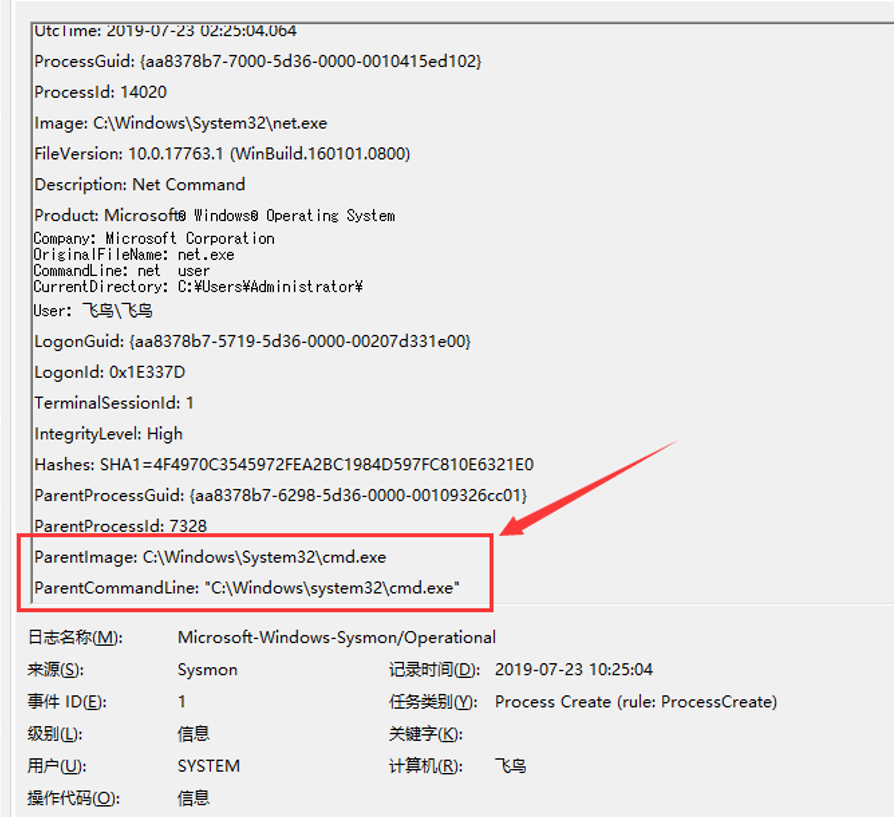 UtcTime: 2019-07-23 02:25:04.064
ProcessGuid: {aa8378b7-7000-5d36-0000-0010415ed102}
ProcessId: 14020
Image: C:\Windows\System32\net.exe
FileVersion: 10.0.17763.1 (WinBuild.160101.0800)
Description: Net Command
Product: Microsoft® Windows® Operating System
Company: Microsoft Corporation
OriginalFileName: net.exe
CommandLine: net  user
CurrentDirectory: C:¥Users¥Administrator¥
User: 飞鸟\飞鸟
LogonGuid: {aa8378b7-5719-5d36-0000-00207d331e00}
LogonId: 0x1E337D
TerminalSessionId: 1
IntegrityLevel: High
Hashes: SHA1=4F4970C3545972FEA2BC1984D597FC810E6321E0
ParentProcessGuid: {aa8378b7-6298-5d36-0000-00109326cc01}
ParentProcessId: 7328
ParentImage: C:\Windows\System32\cmd.exe
ParentCommandLine: "C:\Windows\system32\cmd.exe"
日志名称(M): Microsoft-Windows-Sysmon/Operational
来源(S): Sysmon 记录时间(D): 2019-07-23 10:25:04
事件 ID(E): 1 任务类别(Y): Process Create (rule: ProcessCreate)
级别(L): 信息 关键字(K):
用户(U): SYSTEM 计算机(R): 飞鸟
操作代码(O): 信息